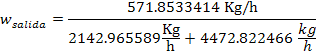 w_salida = 571.8533414 Kg/h / (2142.965589 Kg/h + 4472.822466 kg/h)